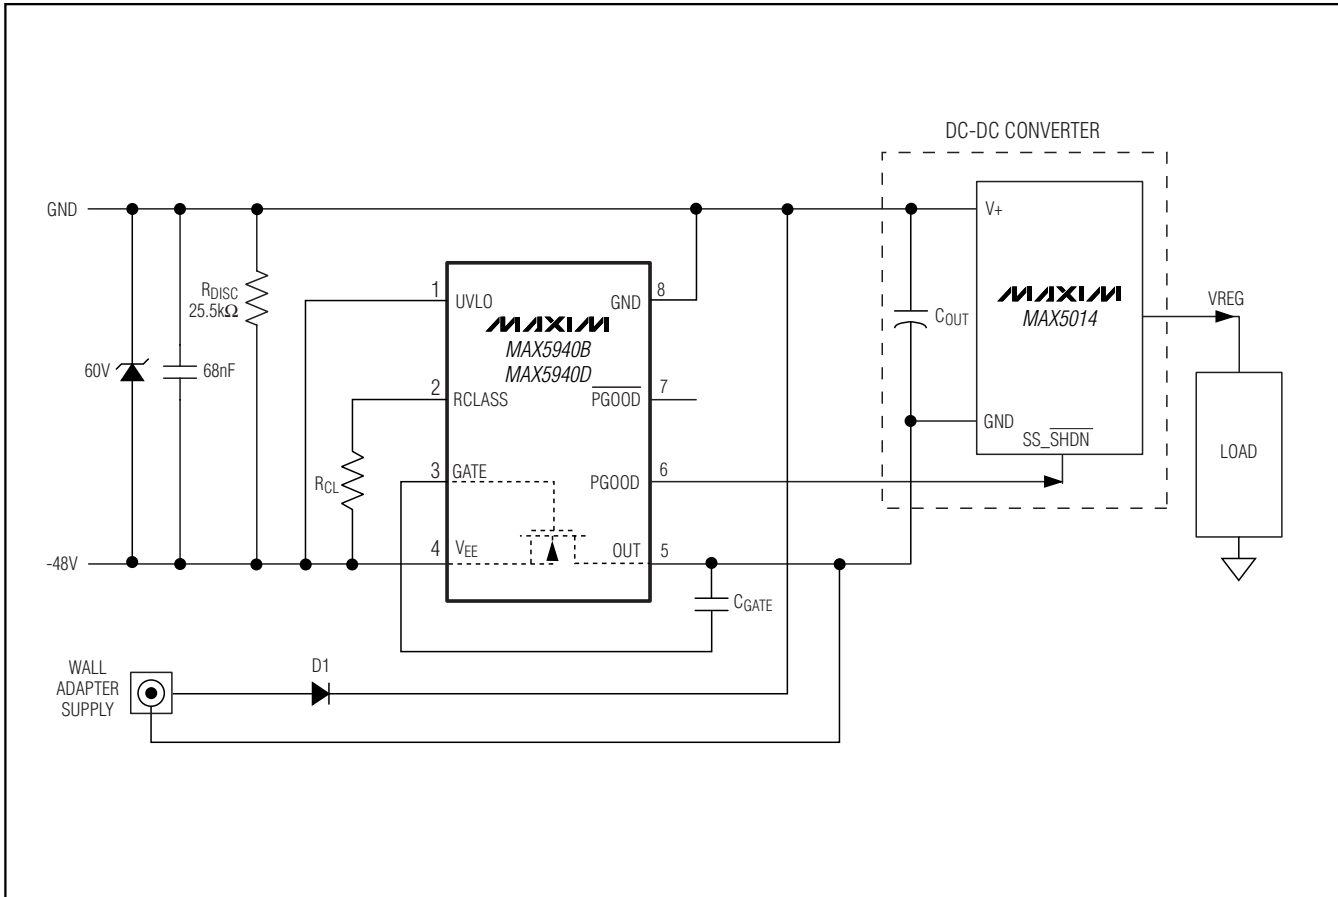 DC-DC CONVERTER
GND
V+
RDISC
25.5kΩ
1
UVLO
GND
8
MAXIM
MAX5940B
MAX5940D
COUT
MAXIM
MAX5014
VREG
60V
68nF
2
RCLASS
PGOOD
7
GND
SS_SHDN
LOAD
RCL
3
GATE
PGOOD
6
-48V
4
VEE
OUT
5
CGATE
WALL
ADAPTER
SUPPLY
D1